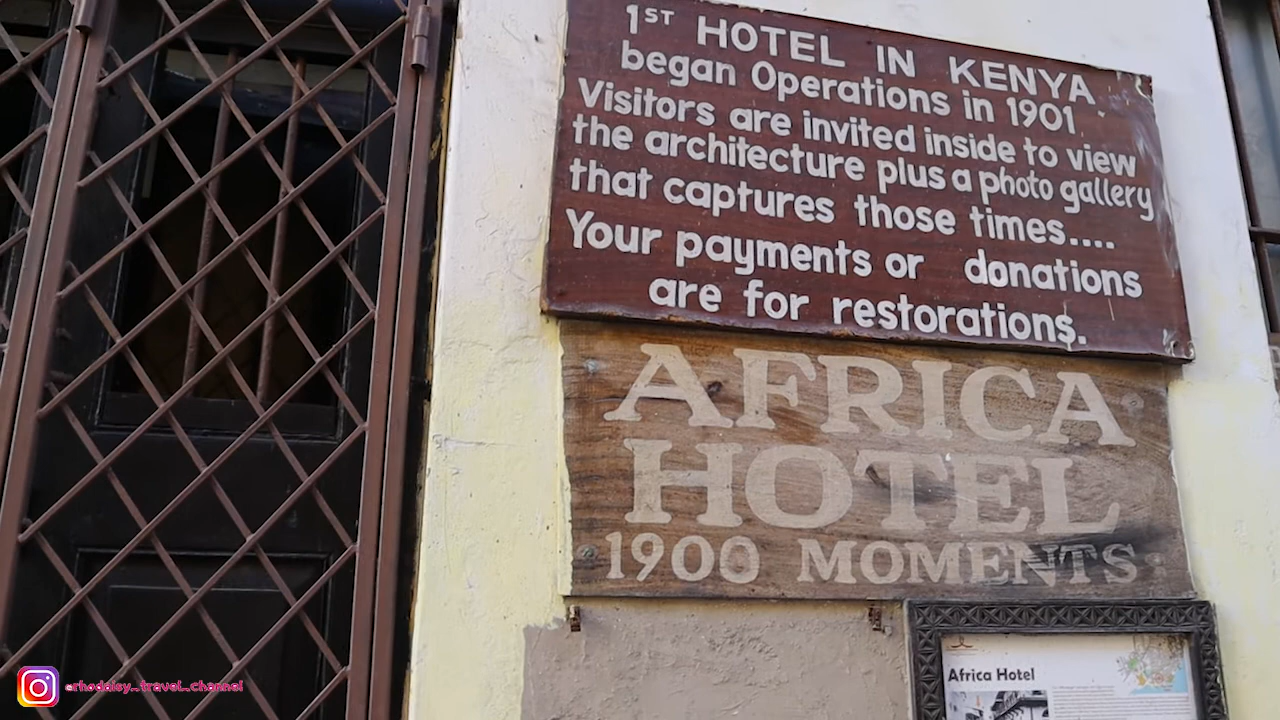 1ST HOTEL IN KENYA
began Operations in 1901
Visitors are invited inside to view
the architecture plus a photo gallery
that captures those times....
Your payments or donations
are for restorations.
AFRICA
HOTEL
1900 MOMENTS
Africa Hotel
@rhodaley_travel_channel